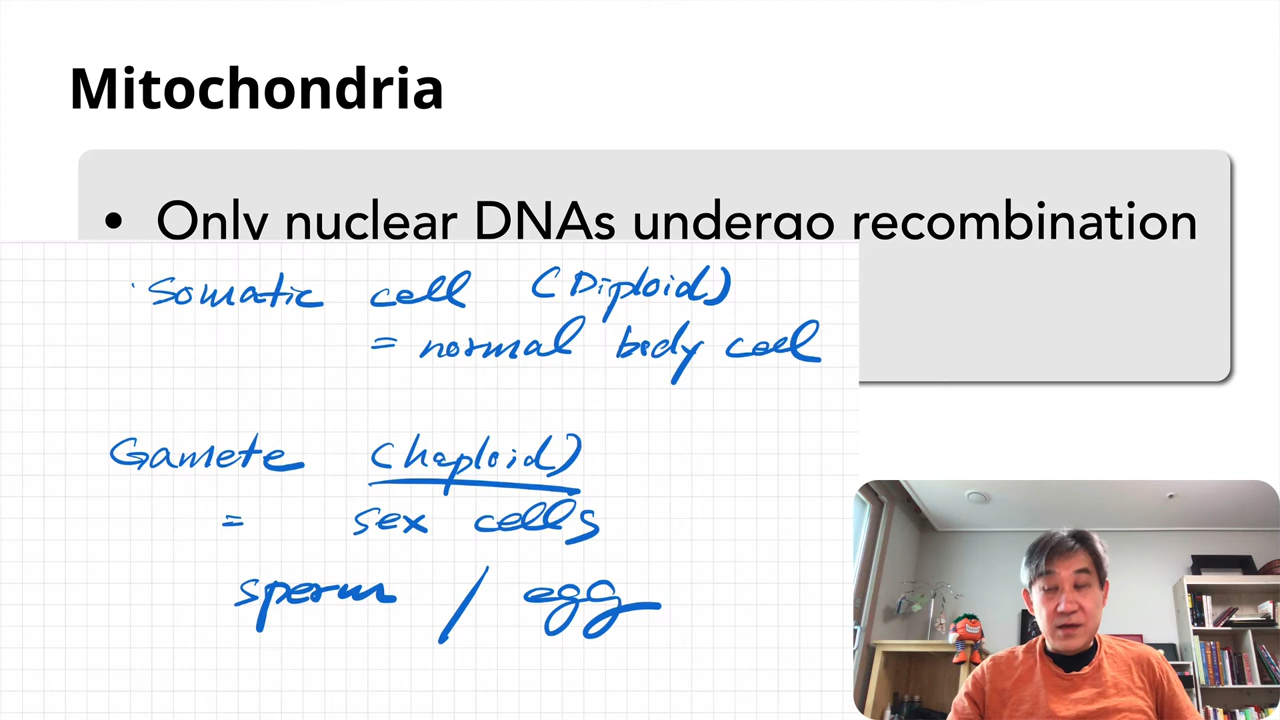 Mitochondria
• Only nuclear DNAs undergo recombination
Somatic cell (Diploid)
= normal body cell
Gamete (haploid)
= sex cells
sperm / egg